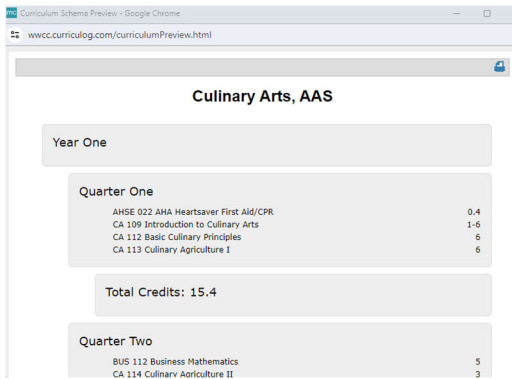 mc Curriculum Schema Preview - Google Chrome
wwcc.curriculog.com/curriculumPreview.html
Culinary Arts, AAS
Year One
Quarter One
AHSE 022 AHA Heartsaver First Aid/CPR 0.4
CA 109 Introduction to Culinary Arts 1-6
CA 112 Basic Culinary Principles 6
CA 113 Culinary Agriculture I 6
Total Credits: 15.4
Quarter Two
BUS 112 Business Mathematics 5
CA 114 Culinary Agriculture II 3